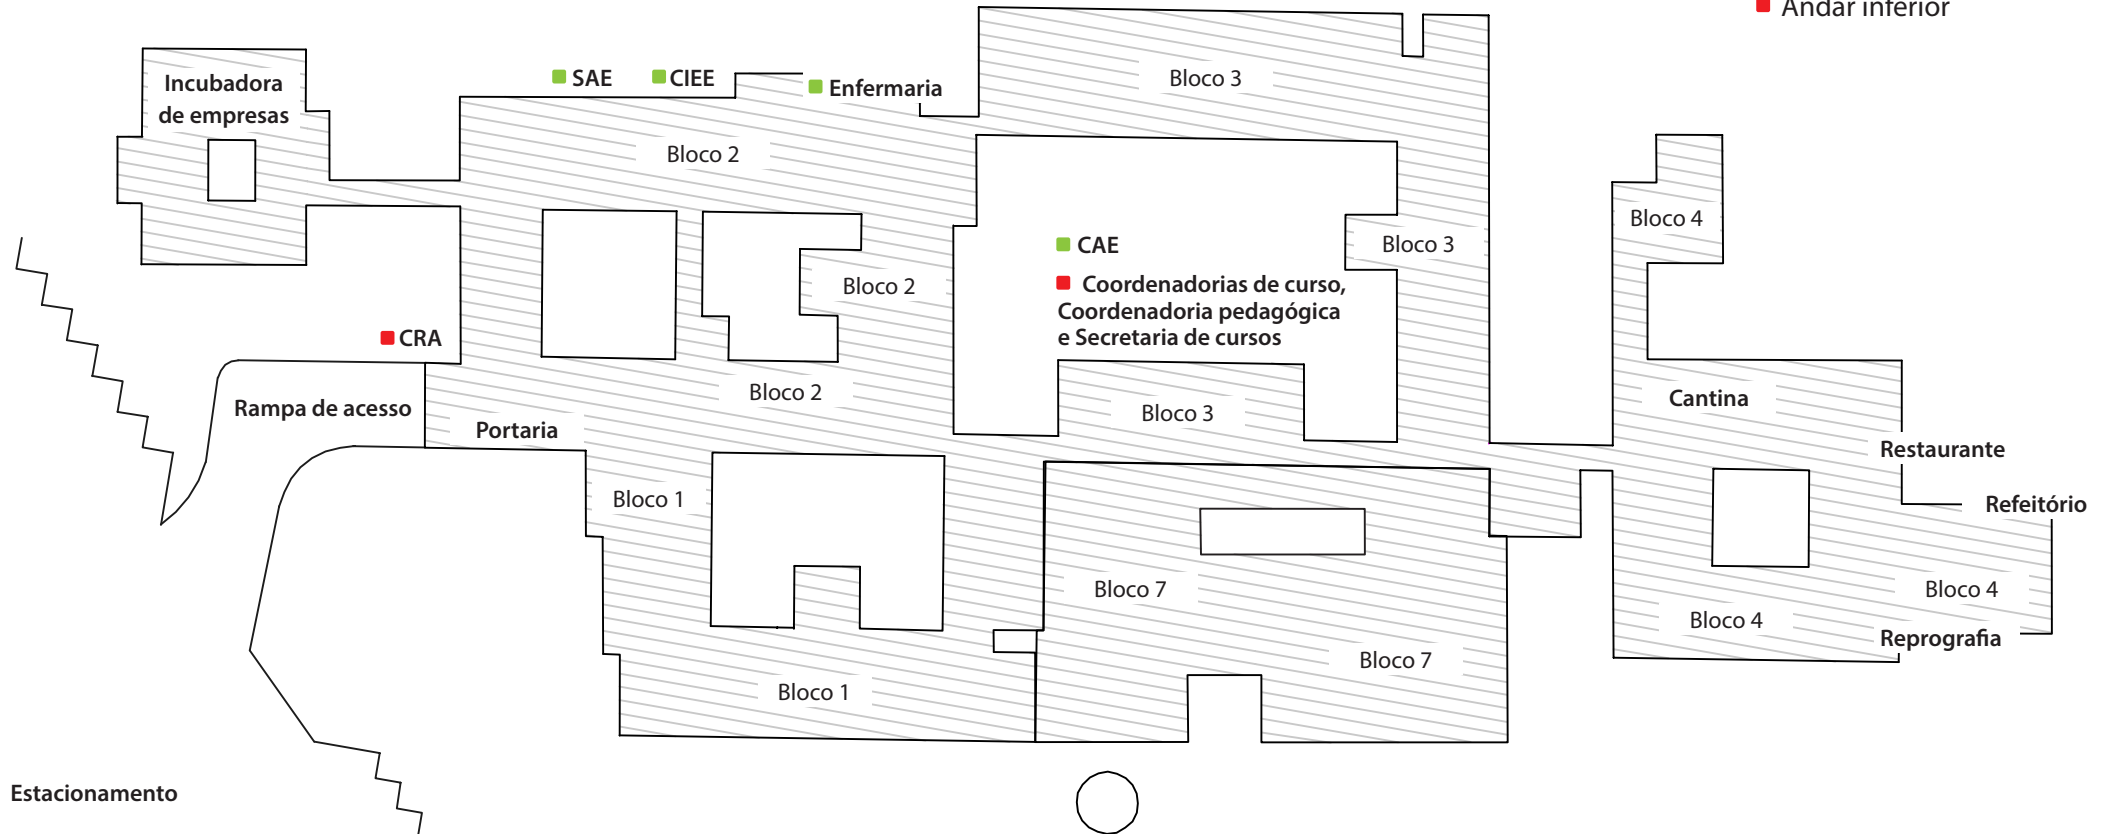 Andar inferior
Incubadora
de empresas
SAE
CIEE
Enfermaria
Bloco 3
Bloco 2
Bloco 4
CAE
Bloco 3
Bloco 2
Coordenadorias de curso,
Coordenadoria pedagógica
e Secretaria de cursos
CRA
Rampa de acesso
Portaria
Bloco 2
Bloco 3
Cantina
Restaurante
Bloco 1
Refeitório
Bloco 7
Bloco 4
Bloco 4
Reprografia
Bloco 7
Bloco 1
Estacionamento